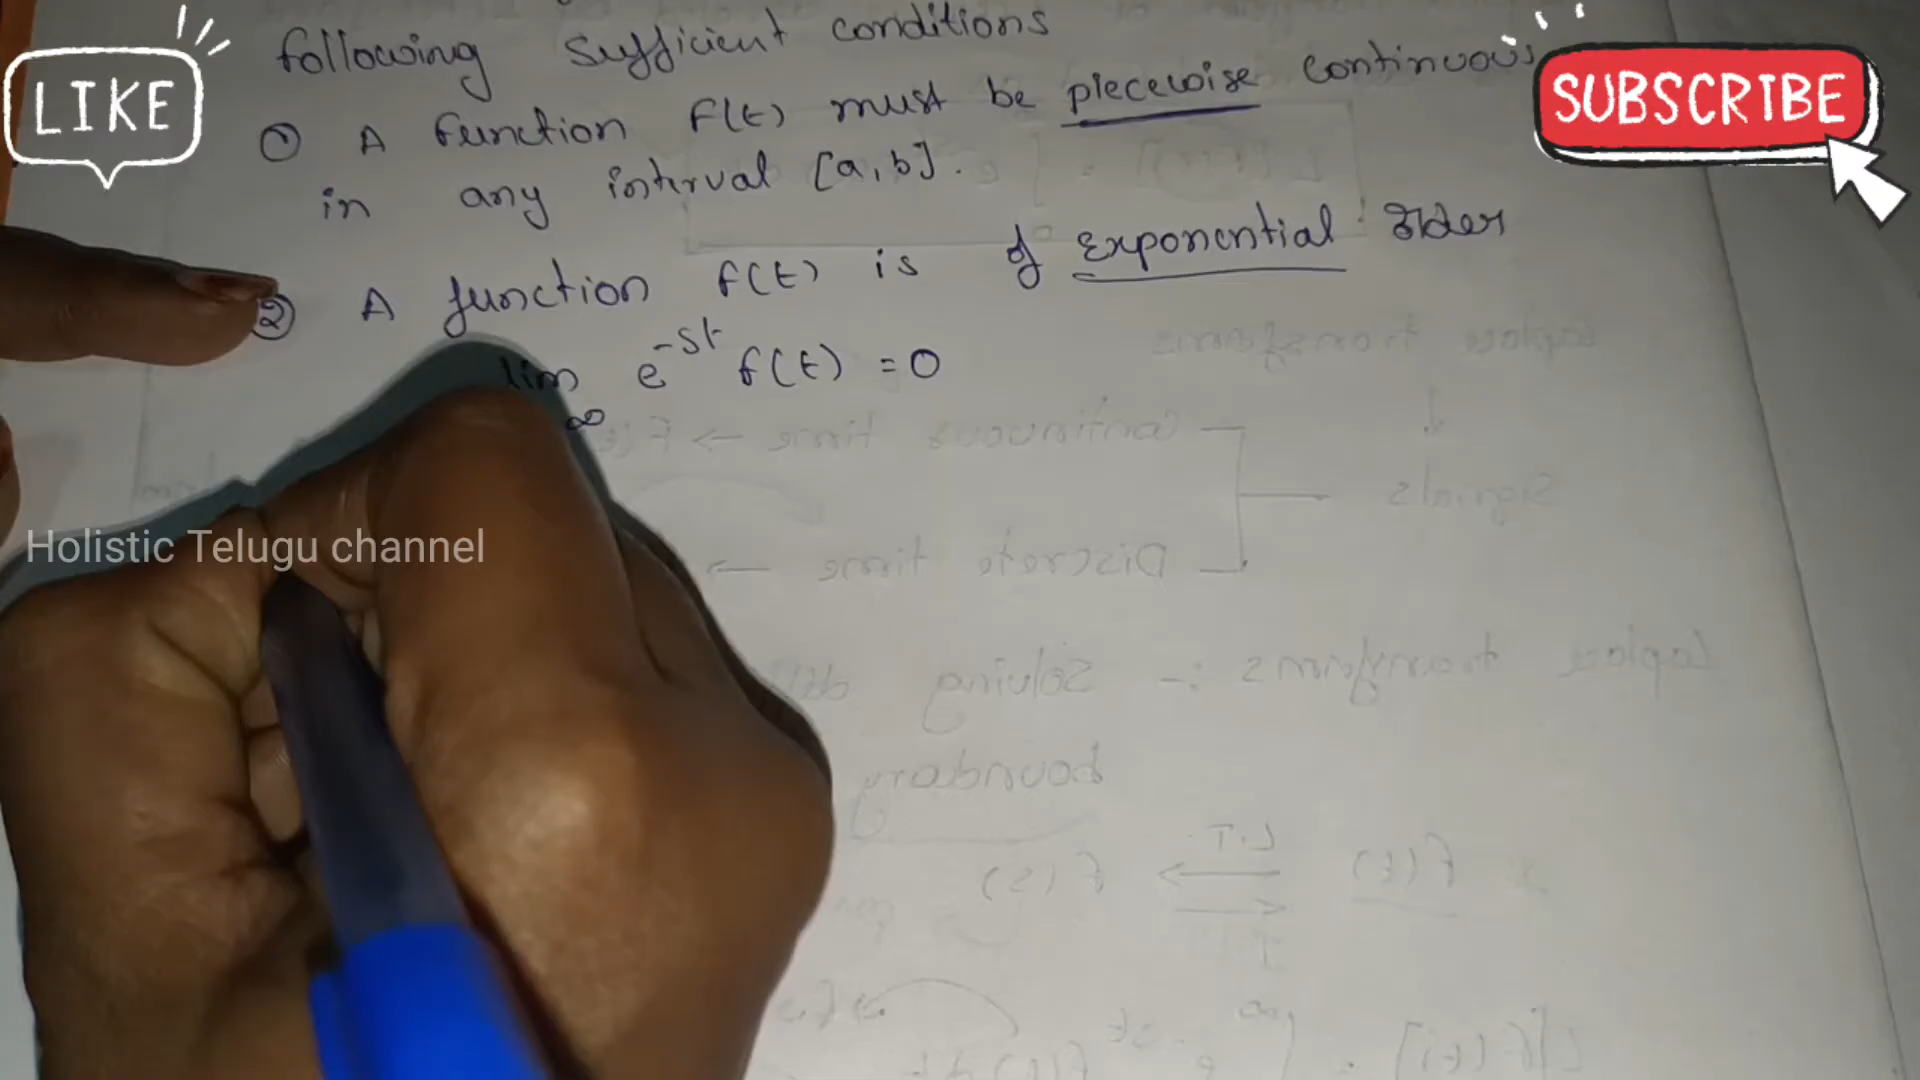 following sufficient conditions
① A function F(t) must be piecewise continuous
in any interval [a,b].
② A function f(t) is of exponential order
lim e^-st f(t) = 0
∞
LIKE
SUBSCRIBE
Holistic Telugu channel